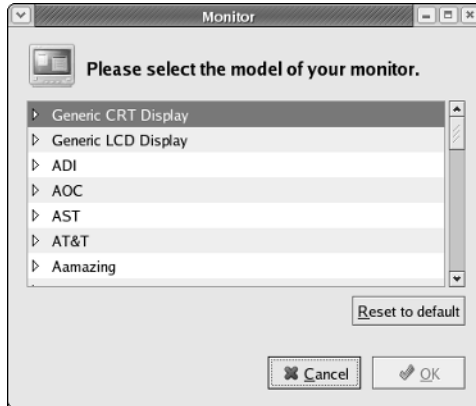 Monitor
Please select the model of your monitor.
Generic CRT Display
Generic LCD Display
ADI
AOC
AST
AT&T
Aamazing
Reset to default
Cancel
OK